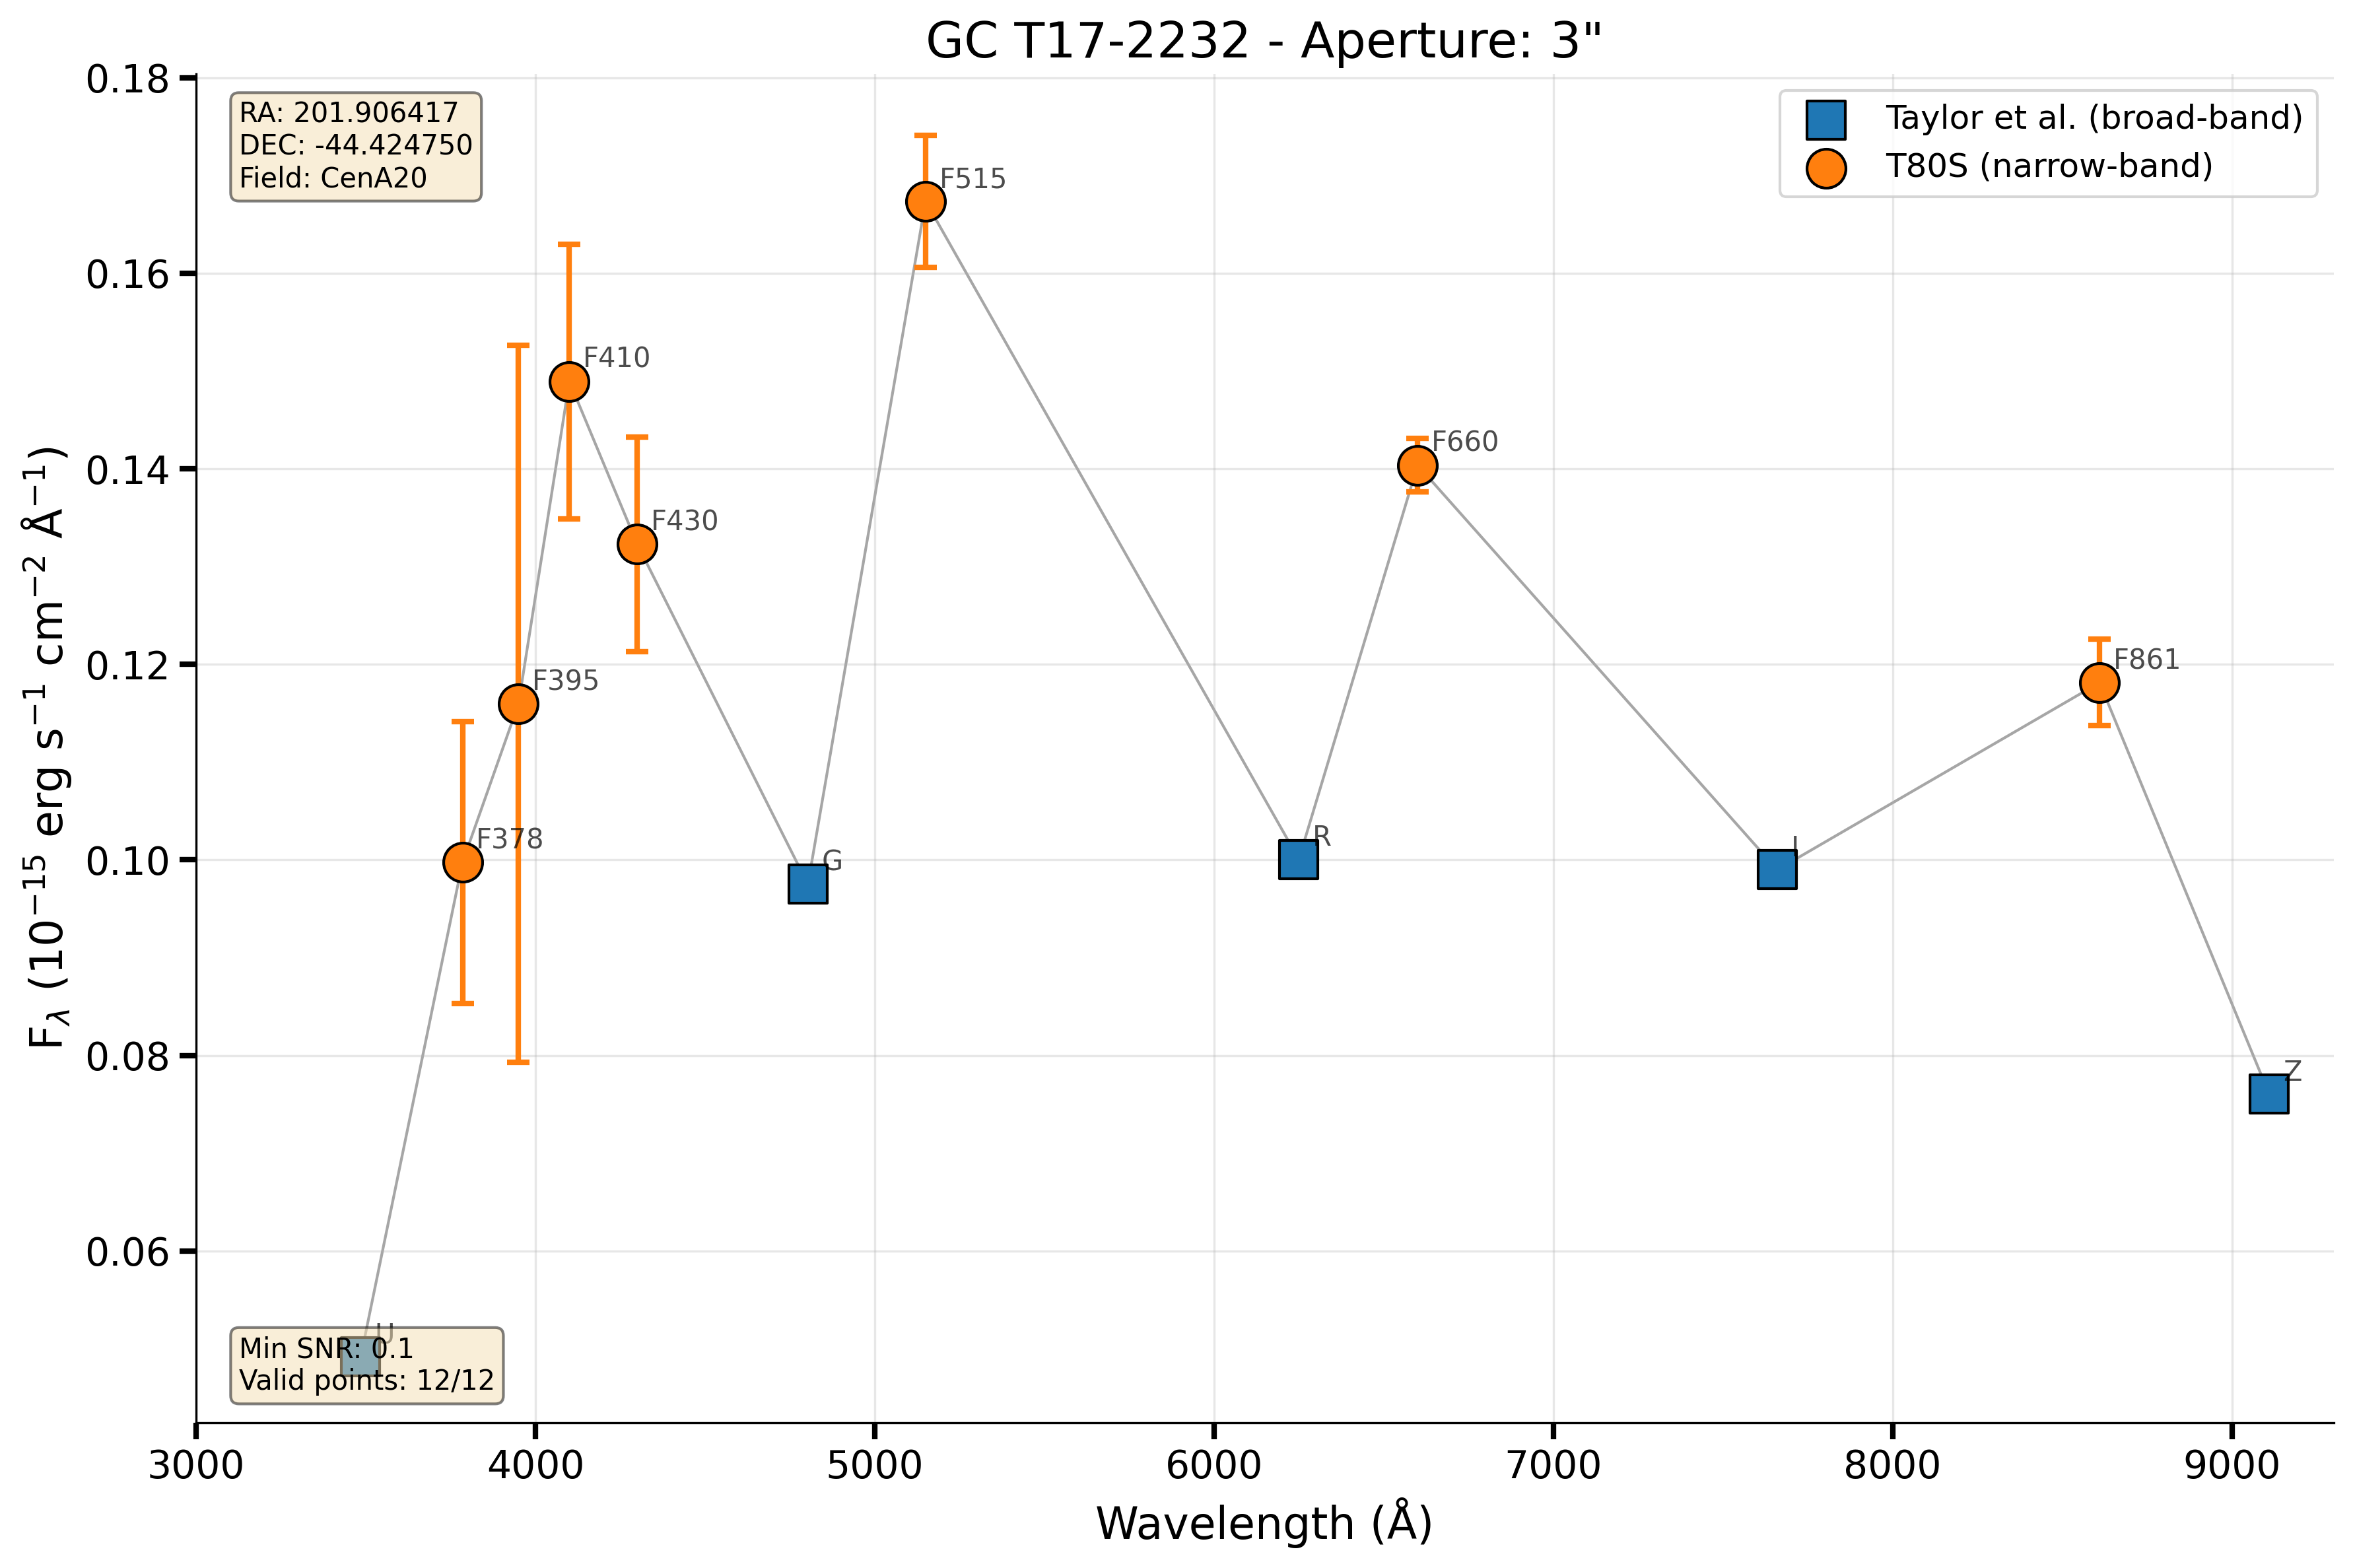 GC T17-2232 - Aperture: 3"
RA: 201.906417
DEC: -44.424750
Field: CenA20
Taylor et al. (broad-band)
T80S (narrow-band)
0.18
0.16
0.14
0.12
0.10
0.08
0.06
F515
F410
F430
F660
F395
F861
F378
G
R
I
Z
U
Min SNR: 0.1
Valid points: 12/12
3000 4000 5000 6000 7000 8000 9000
Wavelength (Å)
F<sub>λ</sub> (10⁻¹⁵ erg s⁻¹ cm⁻² Å⁻¹)